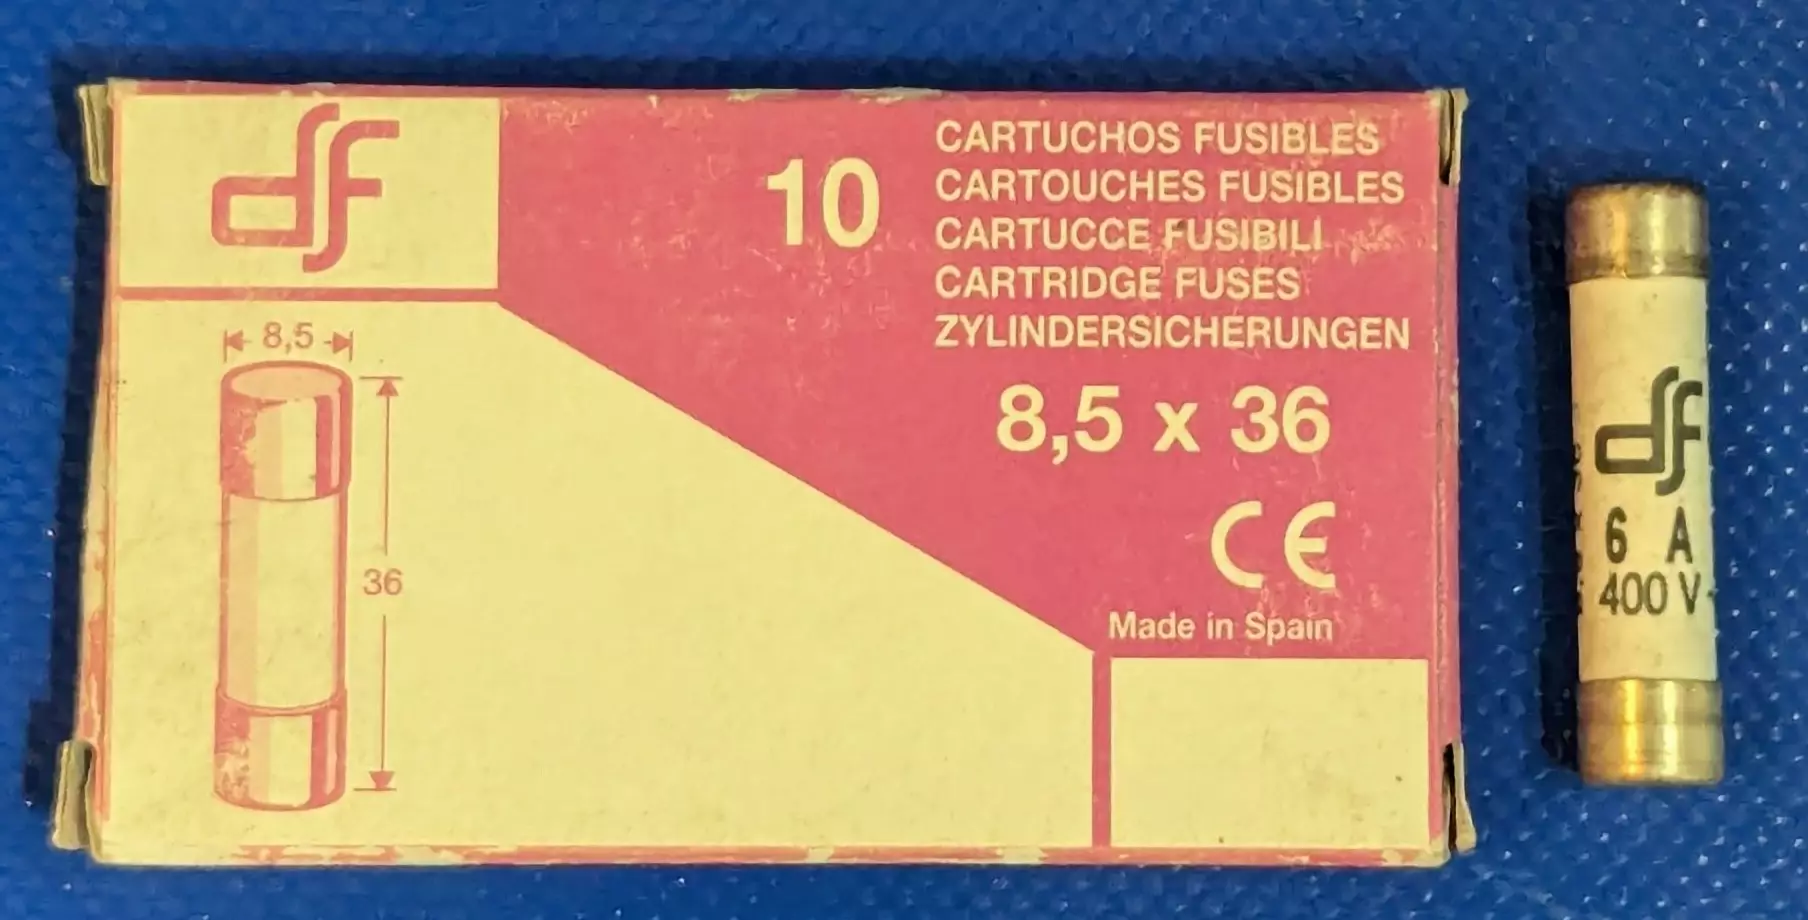 df
10
CARTUCHOS FUSIBLES
CARTOUCHES FUSIBLES
CARTUCCE FUSIBILI
CARTRIDGE FUSES
ZYLINDERSICHERUNGEN
8,5 x 36
CE
Made in Spain
8,5
36
df
6 A
400 V~